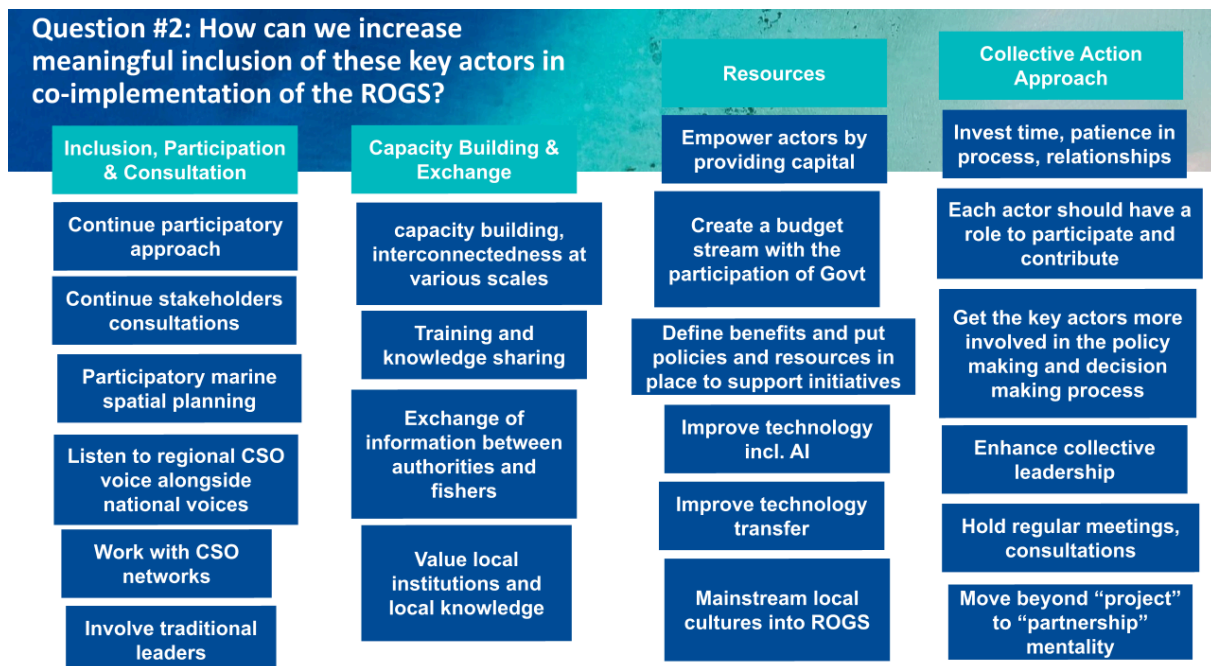 Question #2: How can we increase
meaningful inclusion of these key actors in
co-implementation of the ROGS?
Inclusion, Participation
& Consultation
Continue participatory
approach
Continue stakeholders
consultations
Participatory marine
spatial planning
Listen to regional CSO
voice alongside
national voices
Work with CSO
networks
Involve traditional
leaders
Capacity Building &
Exchange
capacity building,
interconnectedness at
various scales
Training and
knowledge sharing
Exchange of
information between
authorities and
fishers
Value local
institutions and
local knowledge
Resources
Empower actors by
providing capital
Create a budget
stream with the
participation of Govt
Define benefits and put
policies and resources in
place to support initiatives
Improve technology
incl. AI
Improve technology
transfer
Mainstream local
cultures into ROGS
Collective Action
Approach
Invest time, patience in
process, relationships
Each actor should have a
role to participate and
contribute
Get the key actors more
involved in the policy
making and decision
making process
Enhance collective
leadership
Hold regular meetings,
consultations
Move beyond “project”
to “partnership”
mentality